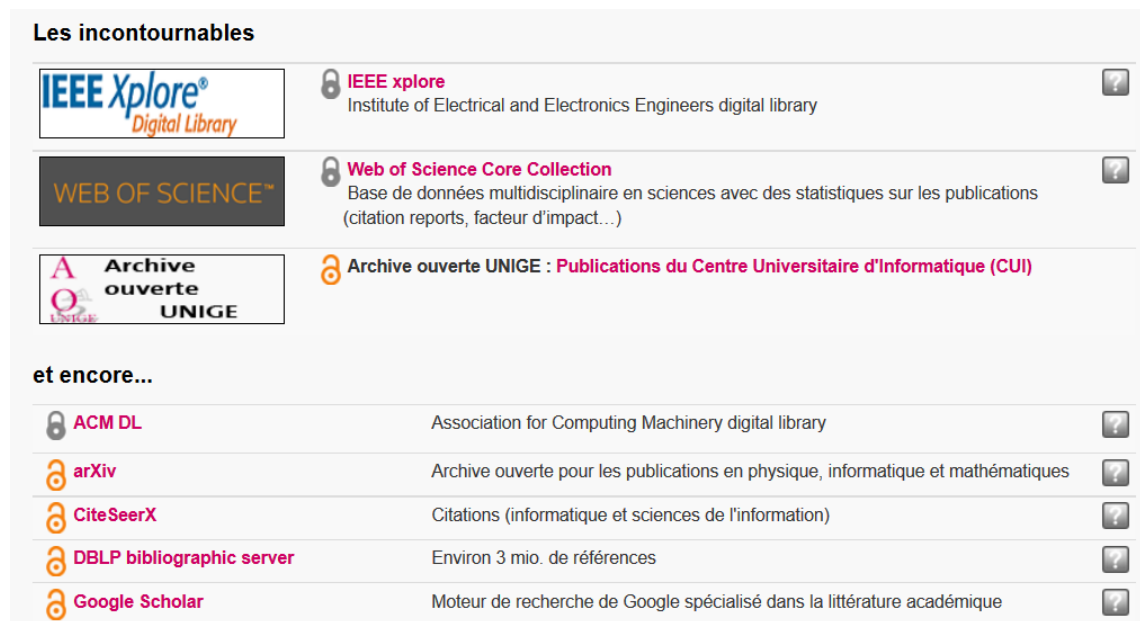 Les incontournables
IEEE Xplore®
Digital Library
IEEE xplore
Institute of Electrical and Electronics Engineers digital library
?
WEB OF SCIENCE™
Web of Science Core Collection
Base de données multidisciplinaire en sciences avec des statistiques sur les publications
(citation reports, facteur d'impact...)
?
A Archive
ouverte
O UNIGE
UNIGE
Archive ouverte UNIGE : Publications du Centre Universitaire d'Informatique (CUI)
et encore...
ACM DL Association for Computing Machinery digital library ?
arXiv Archive ouverte pour les publications en physique, informatique et mathématiques ?
CiteSeerX Citations (informatique et sciences de l'information) ?
DBLP bibliographic server Environ 3 mio. de références ?
Google Scholar Moteur de recherche de Google spécialisé dans la littérature académique ?